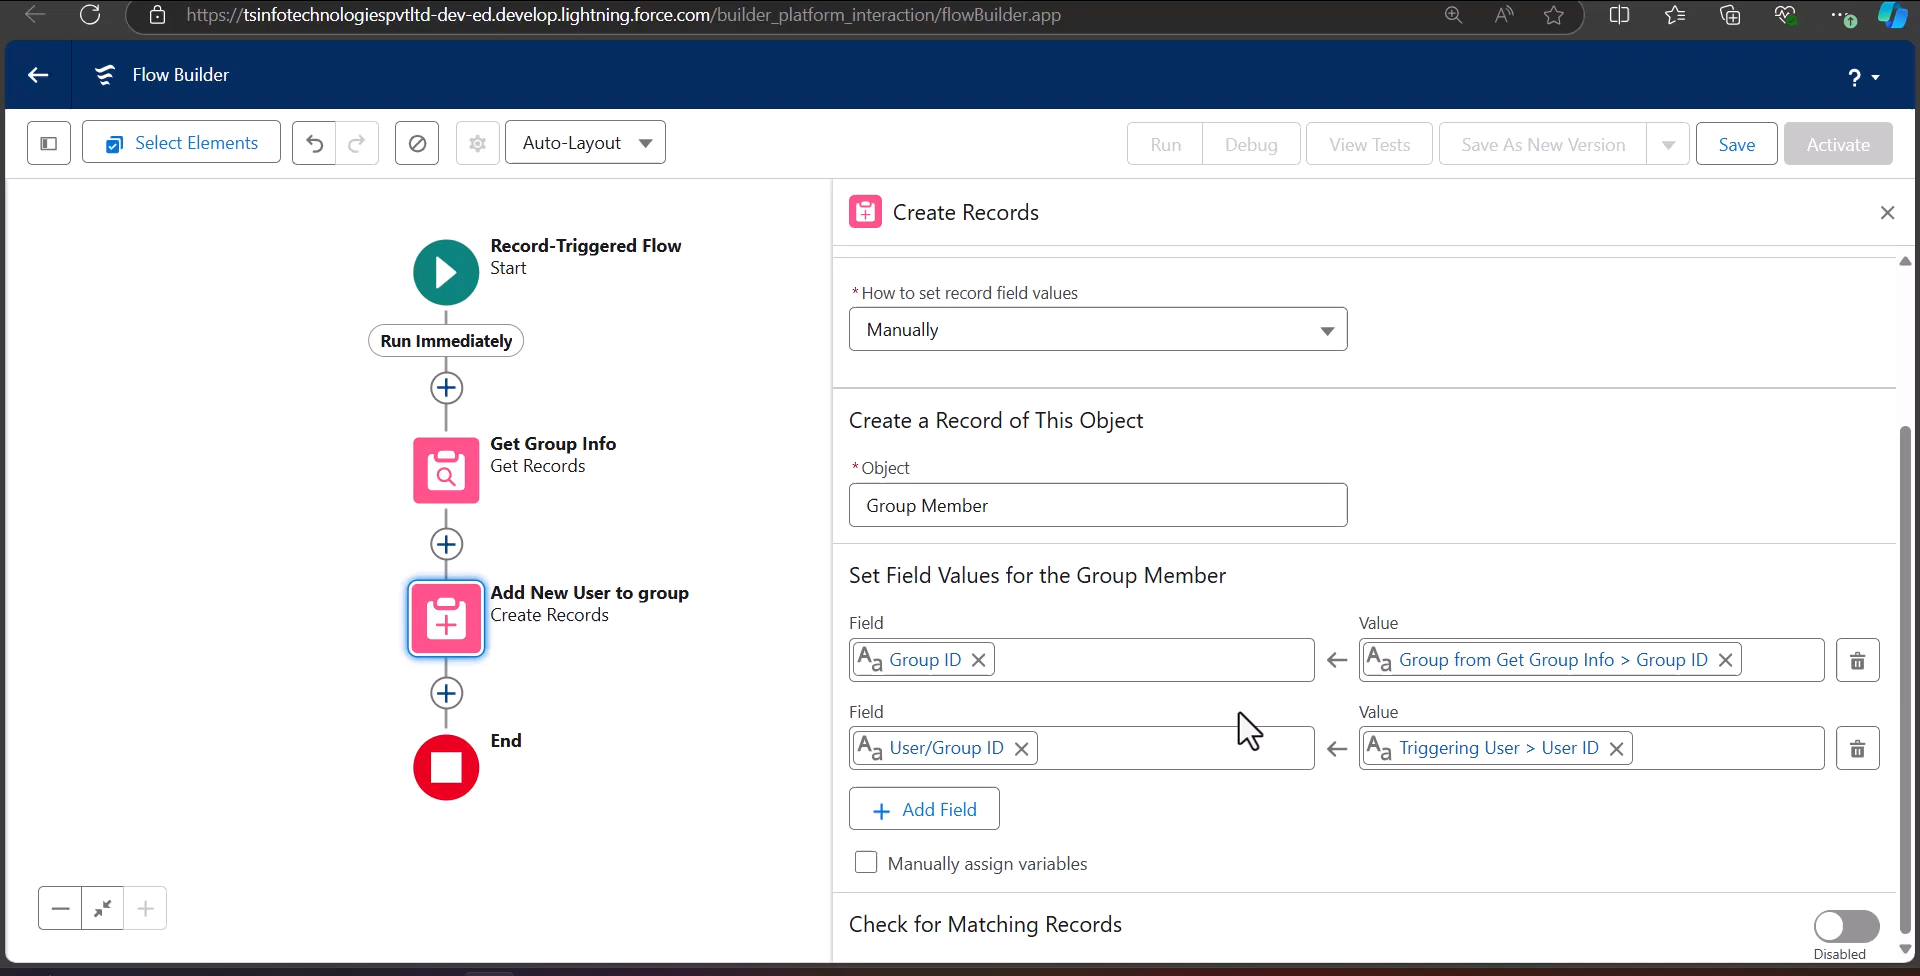 https://tsinfotechnologiespvtltd-dev-ed.develop.lightning.force.com/builder_platform_interaction/flowBuilder.app
Flow Builder
?
Select Elements
Auto-Layout
Run
Debug
View Tests
Save As New Version
Save
Activate
Record-Triggered Flow
Start
Run Immediately
Get Group Info
Get Records
Add New User to group
Create Records
End
Create Records
*How to set record field values
Manually
Create a Record of This Object
*Object
Group Member
Set Field Values for the Group Member
Field
Value
Aa Group ID
Aa Group from Get Group Info > Group ID
Field
Value
Aa User/Group ID
Aa Triggering User > User ID
+ Add Field
Manually assign variables
Check for Matching Records
Disabled